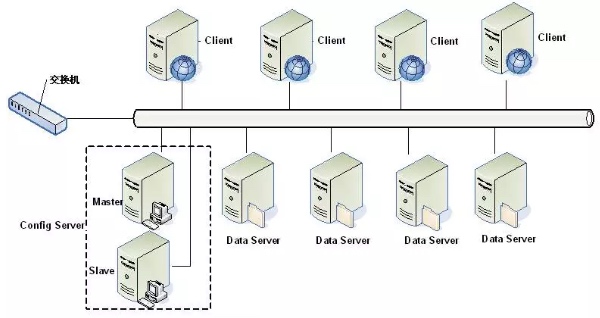 Client
Client
Client
Client
交换机
Master
Config Server
Slave
Data Server
Data Server
Data Server
Data Server